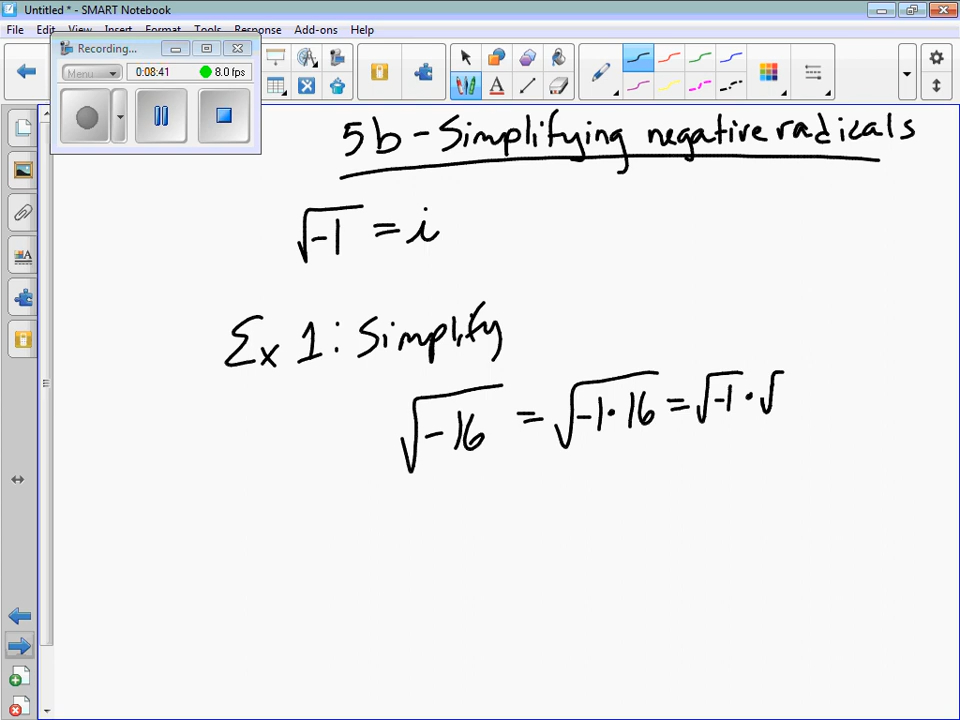 Untitled * - SMART Notebook
File Edit View Insert Format Tools Response Add-ons Help
Recording...
Menu 0:08:41 8.0 fps
5b - Simplifying negative radicals
√-1 = i
Ex 1: Simplify
√-16 = √-1·16 = √-1·√